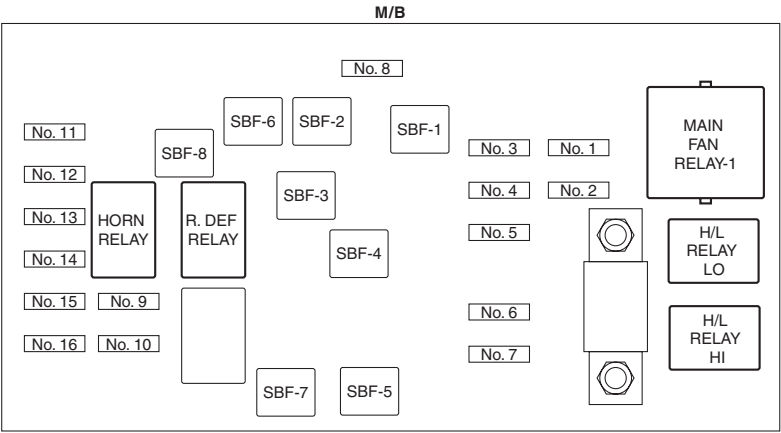 M/B
No. 8
No. 11
SBF-8
SBF-6
SBF-2
SBF-1
No. 3
No. 1
MAIN
FAN
RELAY-1
No. 12
SBF-3
No. 4
No. 2
No. 13
HORN
RELAY
R. DEF
RELAY
No. 5
H/L
RELAY
LO
No. 14
SBF-4
No. 15
No. 9
No. 6
H/L
RELAY
HI
No. 16
No. 10
No. 7
SBF-7
SBF-5